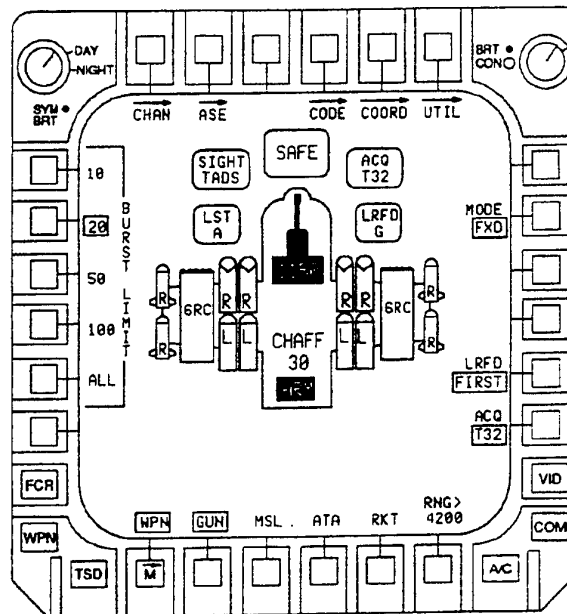 DAY
NIGHT
SYM
BRT
BRT
CON
CHAN
ASE
CODE
COORD
UTIL
10
20
50
100
ALL
BURST LIMIT
SIGHT
TADS
SAFE
ACQ
T32
LST
A
LRFD
G
MODE
FXD
LRFD
FIRST
ACQ
T32
R
R
6RC
R
R
L
L
CHAFF
30
R
R
L
L
6RC
R
R
FCR
WPN
TSD
VID
COM
A/C
WPN
GUN
MSL.
ATA
RKT
RNG>
4200
M